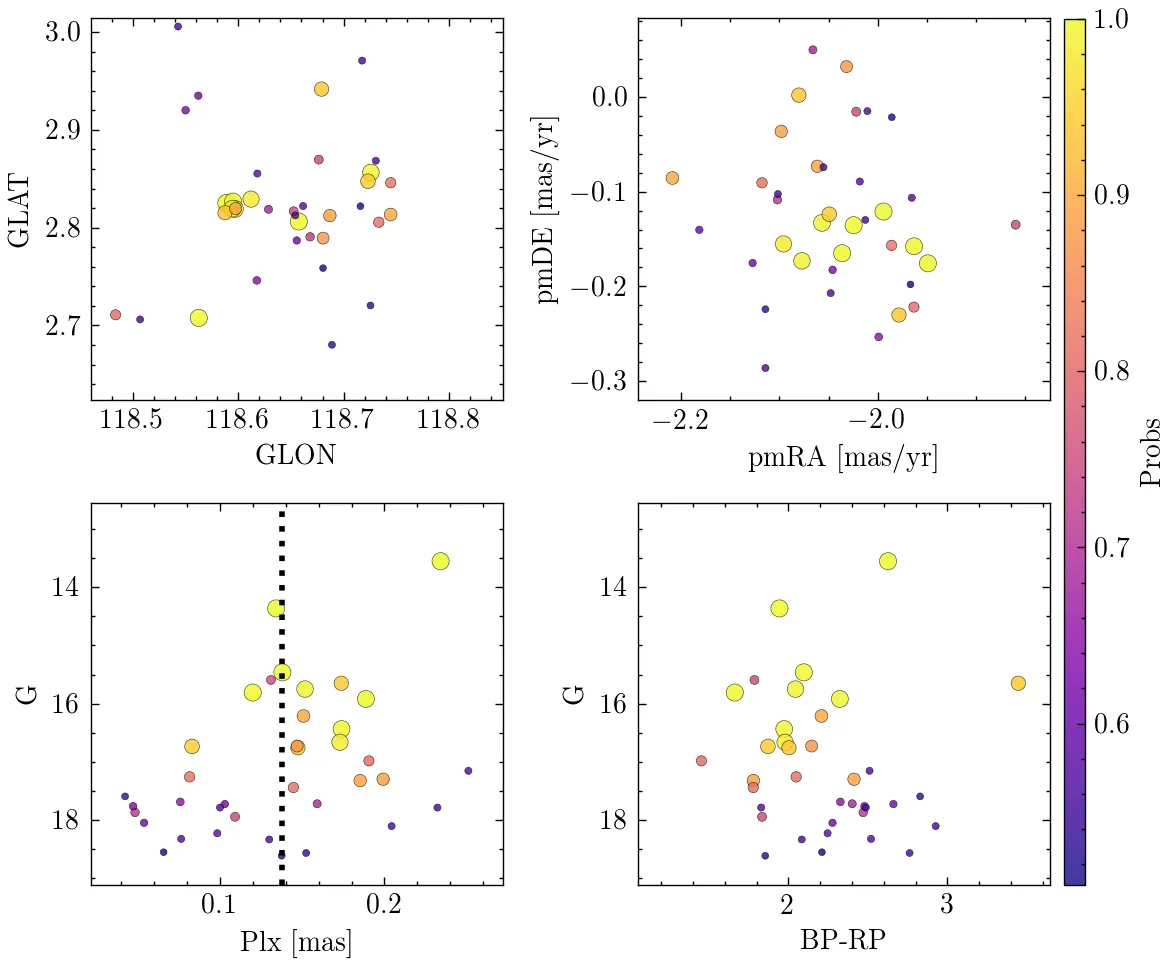 3.0
2.9
2.8
2.7
GLAT
118.5 118.6 118.7 118.8
GLON
0.0
−0.1
−0.2
−0.3
pmDE [mas/yr]
−2.2 −2.0
pmRA [mas/yr]
1.0
0.9
0.8
0.7
0.6
Probs
14
16
18
G
0.1 0.2
Plx [mas]
14
16
18
G
2 3
BP-RP